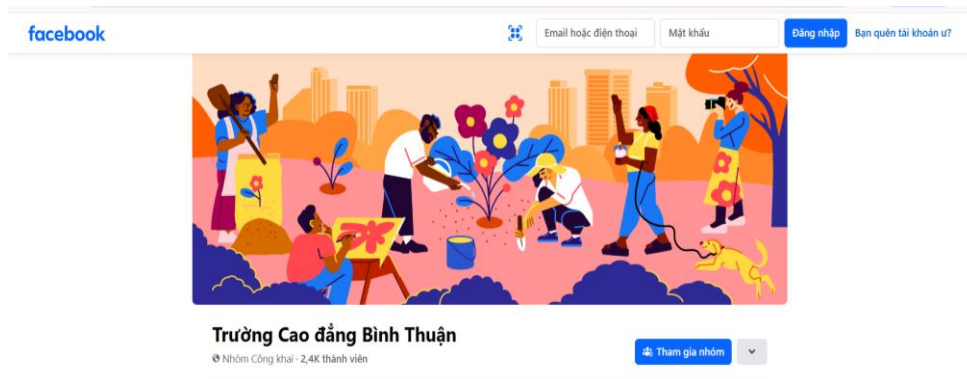 facebook
Email hoặc điện thoại
Mật khẩu
Đăng nhập
Bạn quên tài khoản ư?
Trường Cao đẳng Bình Thuận
Nhóm Công khai · 2,4K thành viên
Tham gia nhóm